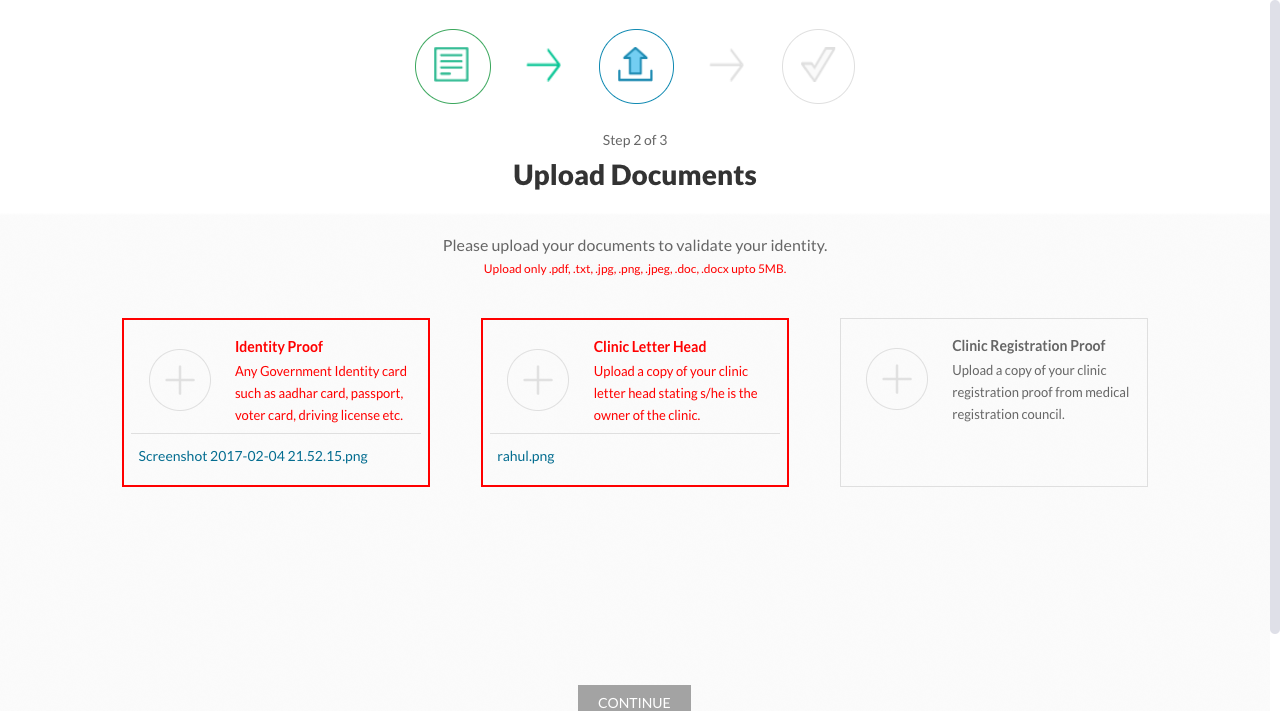 Step 2 of 3
Upload Documents
Please upload your documents to validate your identity.
Upload only .pdf, .txt, .jpg, .png, .jpeg, .doc, .docx upto 5MB.
Identity Proof
Any Government Identity card
such as aadhar card, passport,
voter card, driving license etc.
Screenshot 2017-02-04 21.52.15.png
Clinic Letter Head
Upload a copy of your clinic
letter head stating s/he is the
owner of the clinic.
rahul.png
Clinic Registration Proof
Upload a copy of your clinic
registration proof from medical
registration council.
CONTINUE